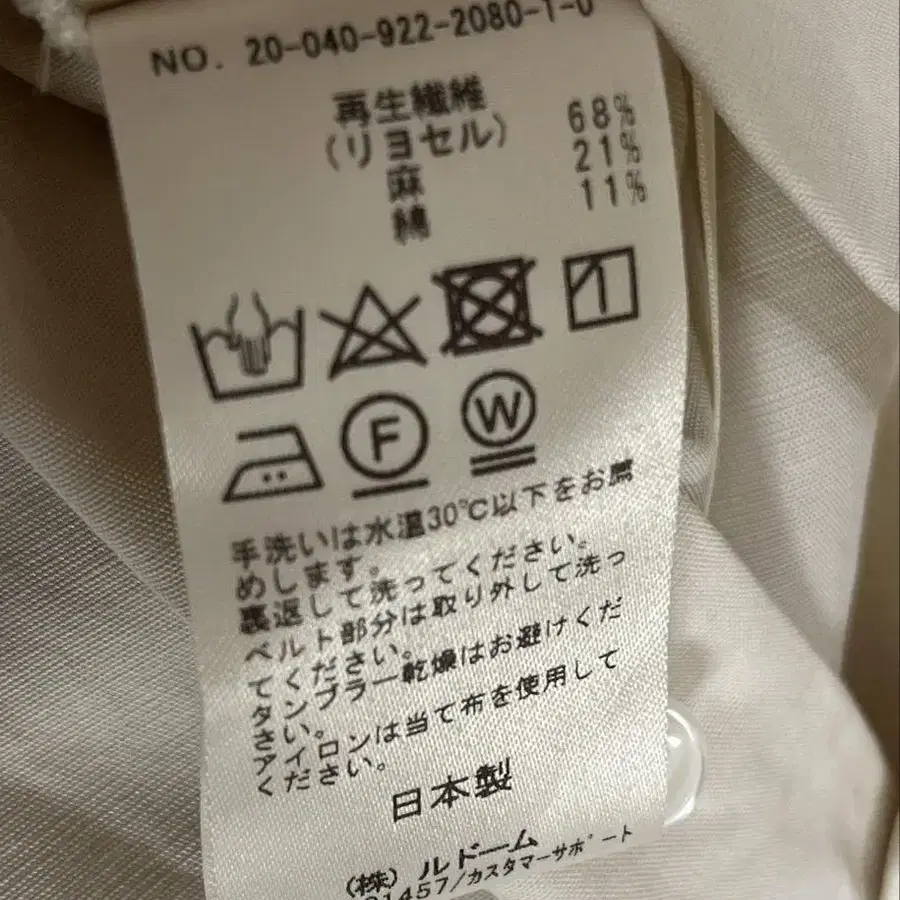 NO. 20-040-922-2080-1-0
再生繊維
(リヨセル) 68%
麻 21%
綿 11%
F W
手洗いは水温30℃以下をお薦
めします。
裏返して洗ってください。
ベルト部分は取り外して洗っ
てください。
タンブラー乾燥はお避けくだ
さい。
アイロンは当て布を使用して
ください。
日本製
(株) ルドーム
1457/カスタマーサポート